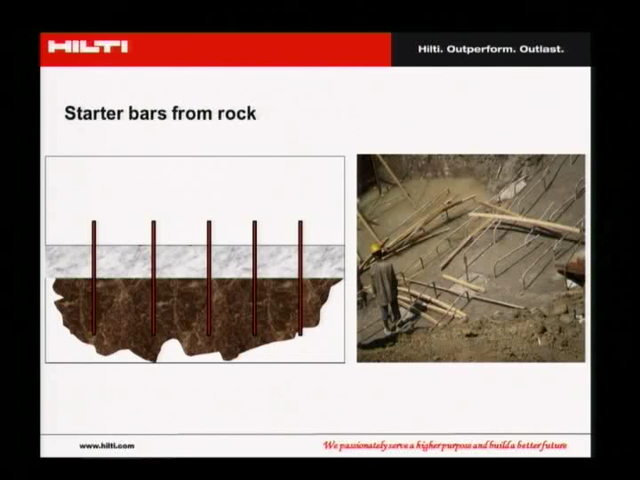 HILTI
Hilti. Outperform. Outlast.
Starter bars from rock
www.hilti.com
We passionately serve a higher purpose and build a better future